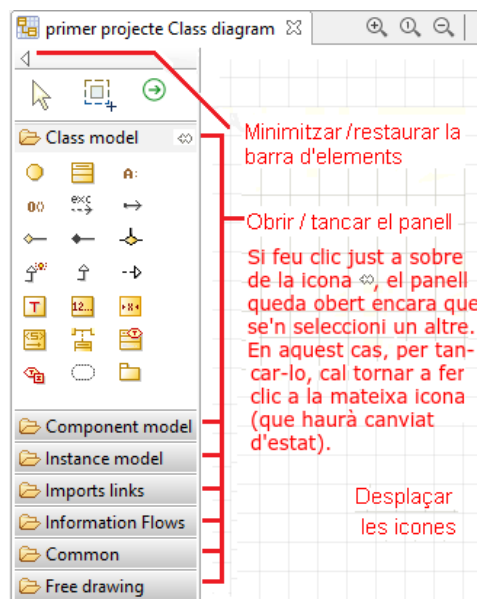 primer projecte Class diagram
Class model
A:
exç
0()
T
12...
Minimitzar/restaurar la
barra d'elements
Obrir / tancar el panell
Si feu clic just a sobre
de la icona ⇔, el panell
queda obert encara que
se'n seleccioni un altre.
En aquest cas, per tan-
car-lo, cal tornar a fer
clic a la mateixa icona
(que haurà canviat
d'estat).
Component model
Instance model
Imports links
Information Flows
Common
Free drawing
Desplaçar
les icones